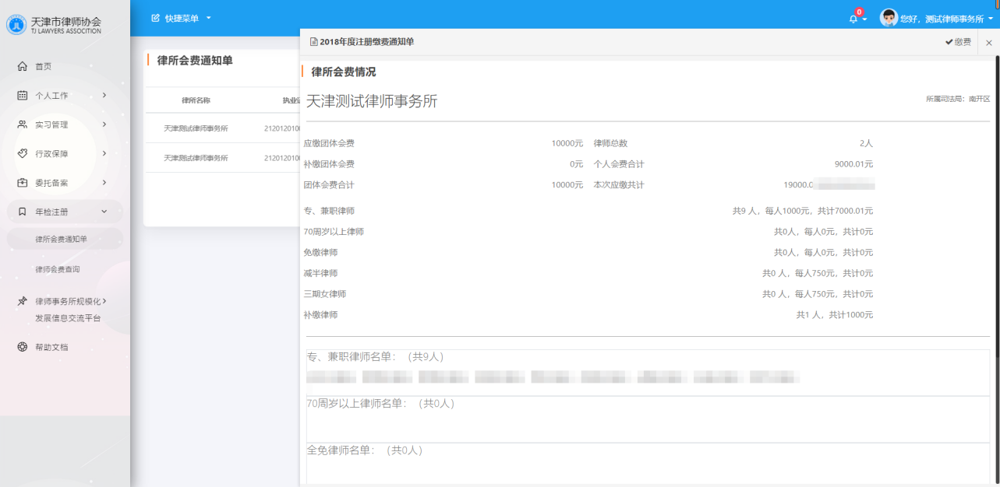 天津市律师协会
TJ LAWYERS ASSOCITION
快捷菜单
0
您好，测试律师事务所
首页
个人工作
实习管理
行政保障
委托备案
年检注册
律所会费通知单
律师会费查询
律师事务所规模化
发展信息交流平台
帮助文档
律所会费通知单
律所名称 执业
天津测试律师事务所 212012010
天津测试律师事务所 212012010
2018年度注册缴费通知单 缴费
律所会费情况
天津测试律师事务所 所属司法局：南开区
应缴团体会费 10000元 律师总数 2人
补缴团体会费 0元 个人会费合计 9000.01元
团体会费合计 10000元 本次应缴共计 19000.0
专、兼职律师 共9 人，每人1000元，共计7000.01元
70周岁以上律师 共0人，每人0元，共计0元
免缴律师 共0人，每人0元，共计0元
减半律师 共0 人，每人750元，共计0元
三期女律师 共0 人，每人750元，共计0元
补缴律师 共1 人，共计1000元
专、兼职律师名单：（共9人）
70周岁以上律师名单：（共0人）
全免律师名单：（共0人）